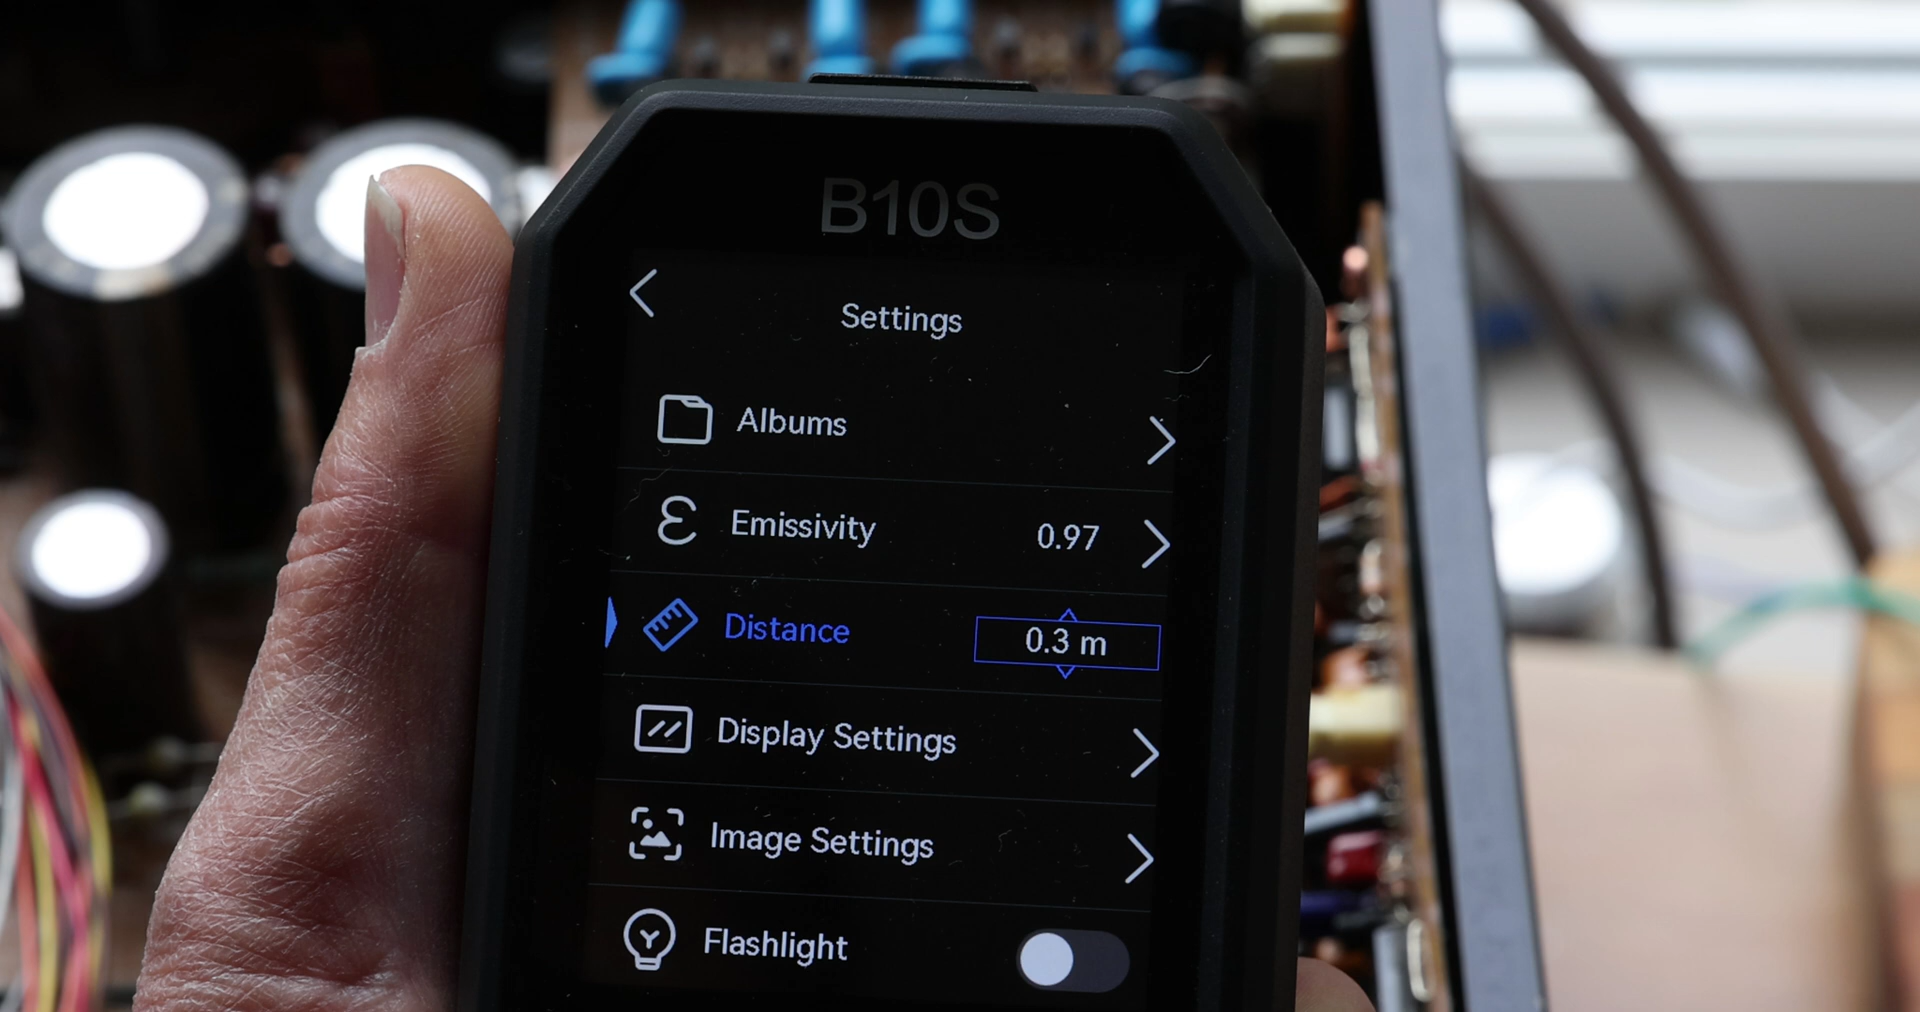 B10S
Settings
Albums
Emissivity 0.97
Distance 0.3 m
Display Settings
Image Settings
Flashlight